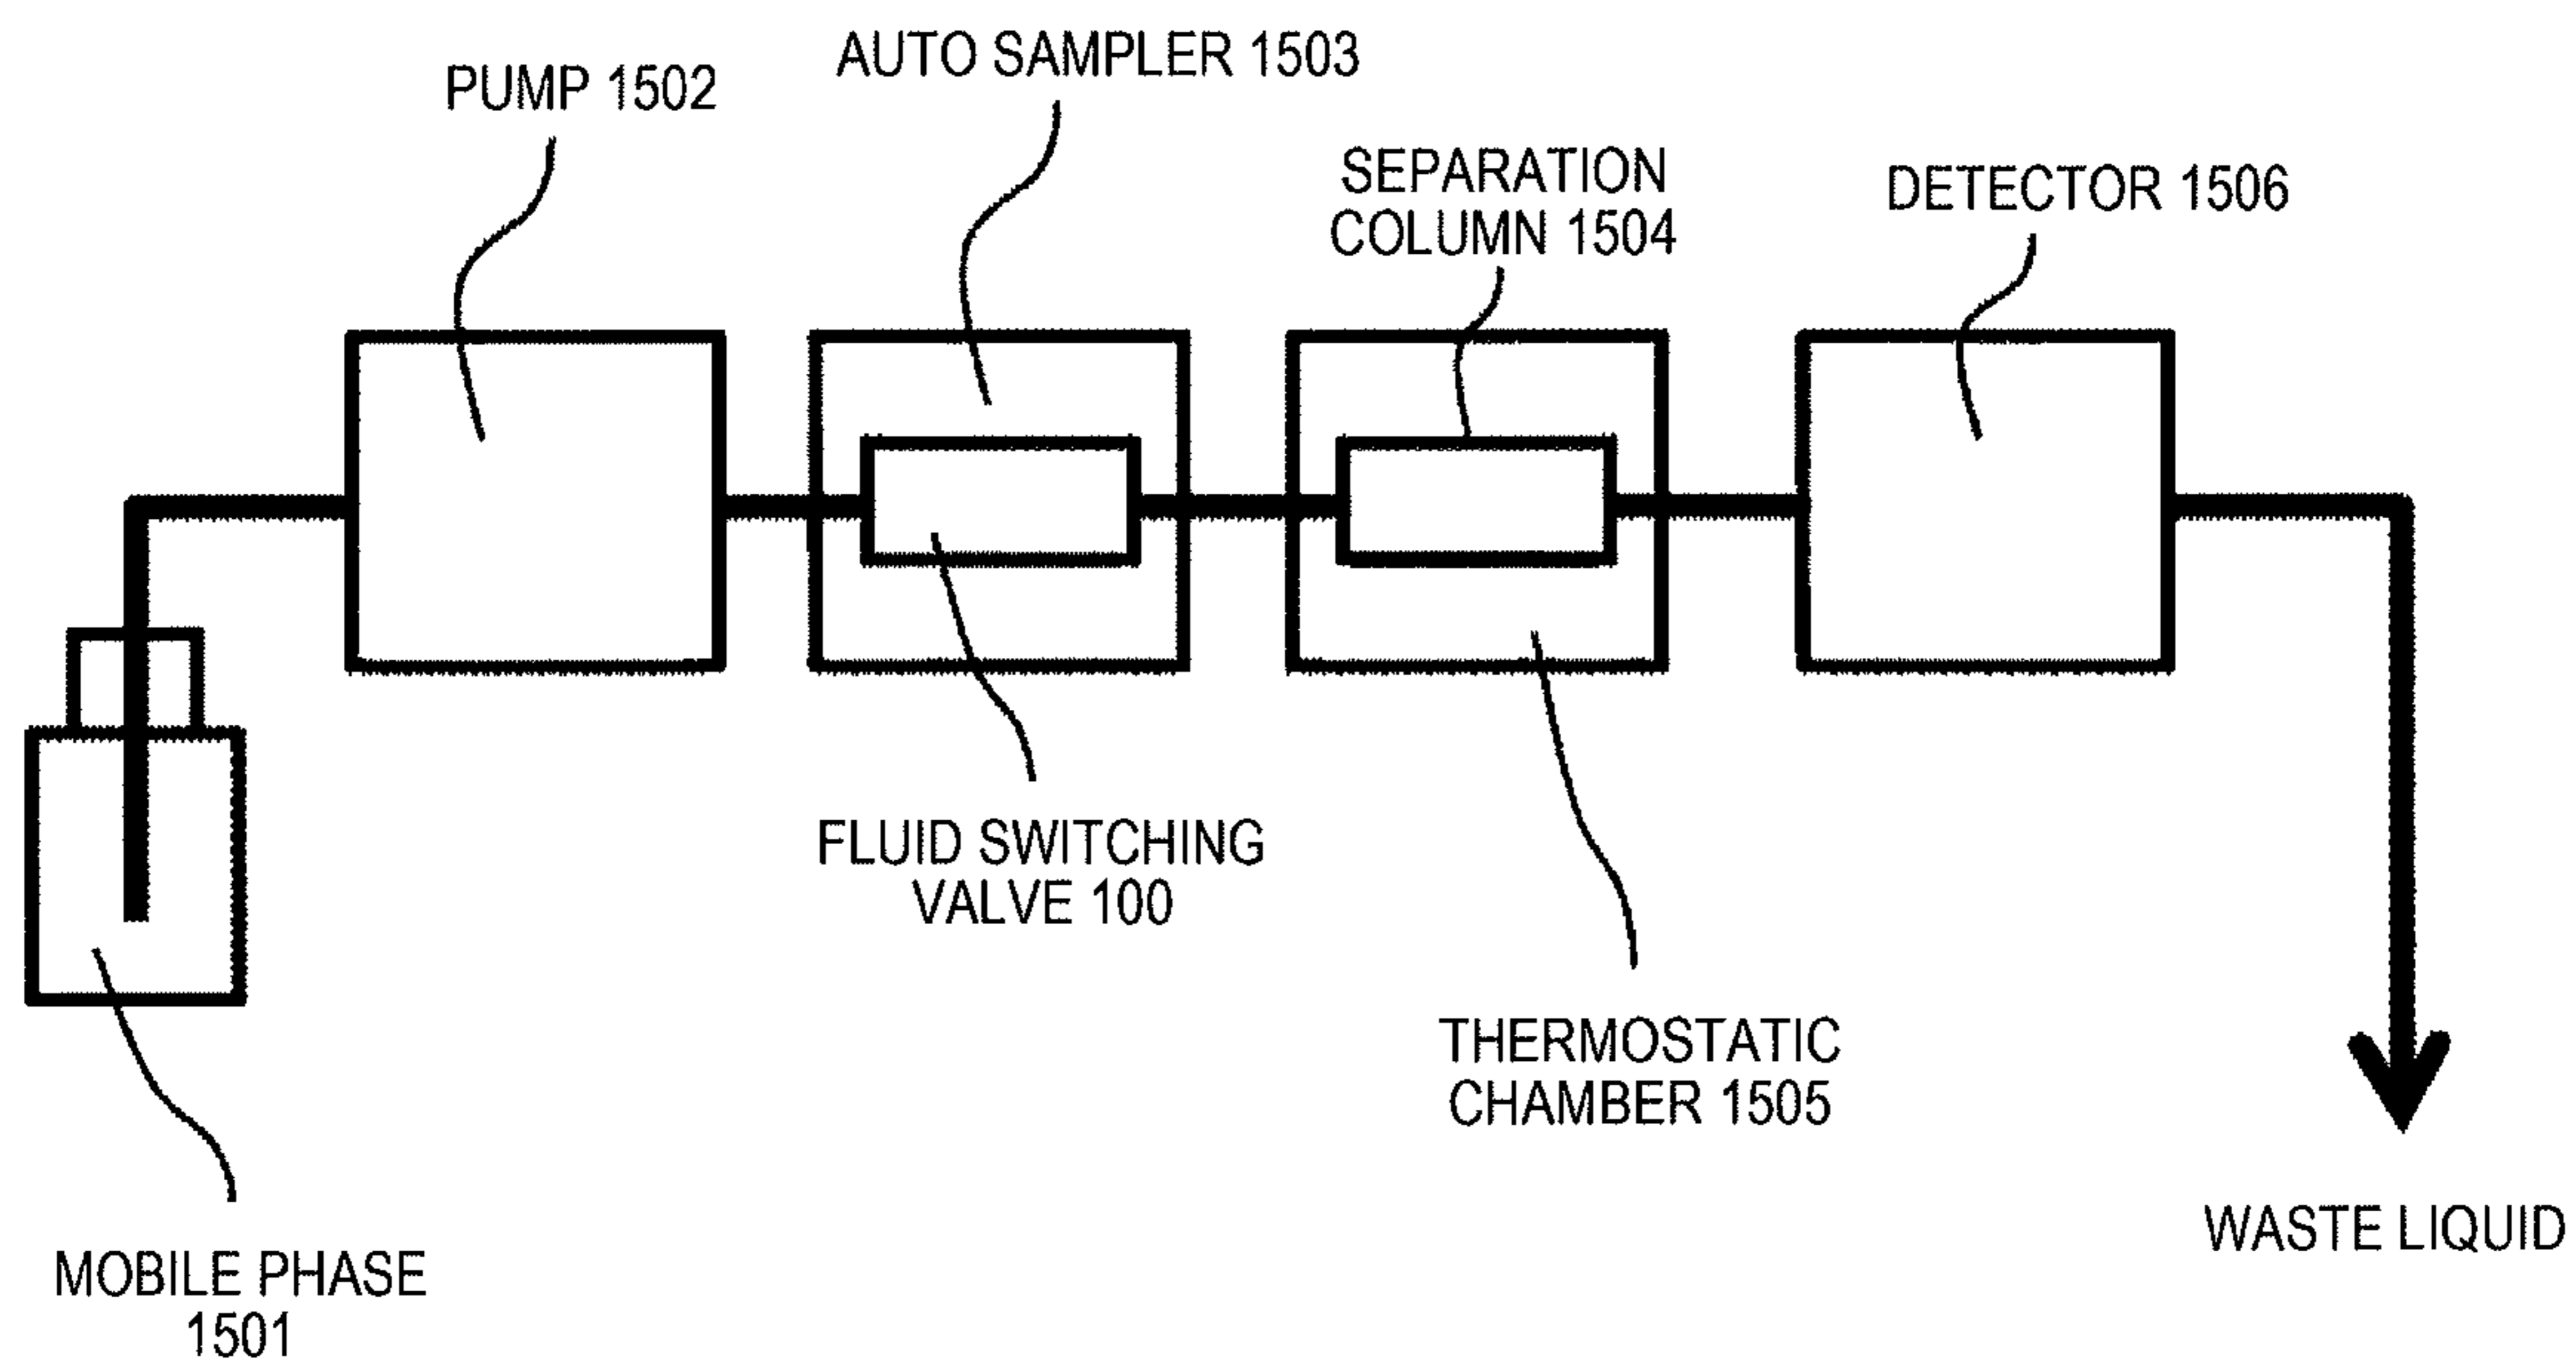 PUMP 1502
AUTO SAMPLER 1503
SEPARATION
COLUMN 1504
DETECTOR 1506
FLUID SWITCHING
VALVE 100
THERMOSTATIC
CHAMBER 1505
MOBILE PHASE
1501
WASTE LIQUID